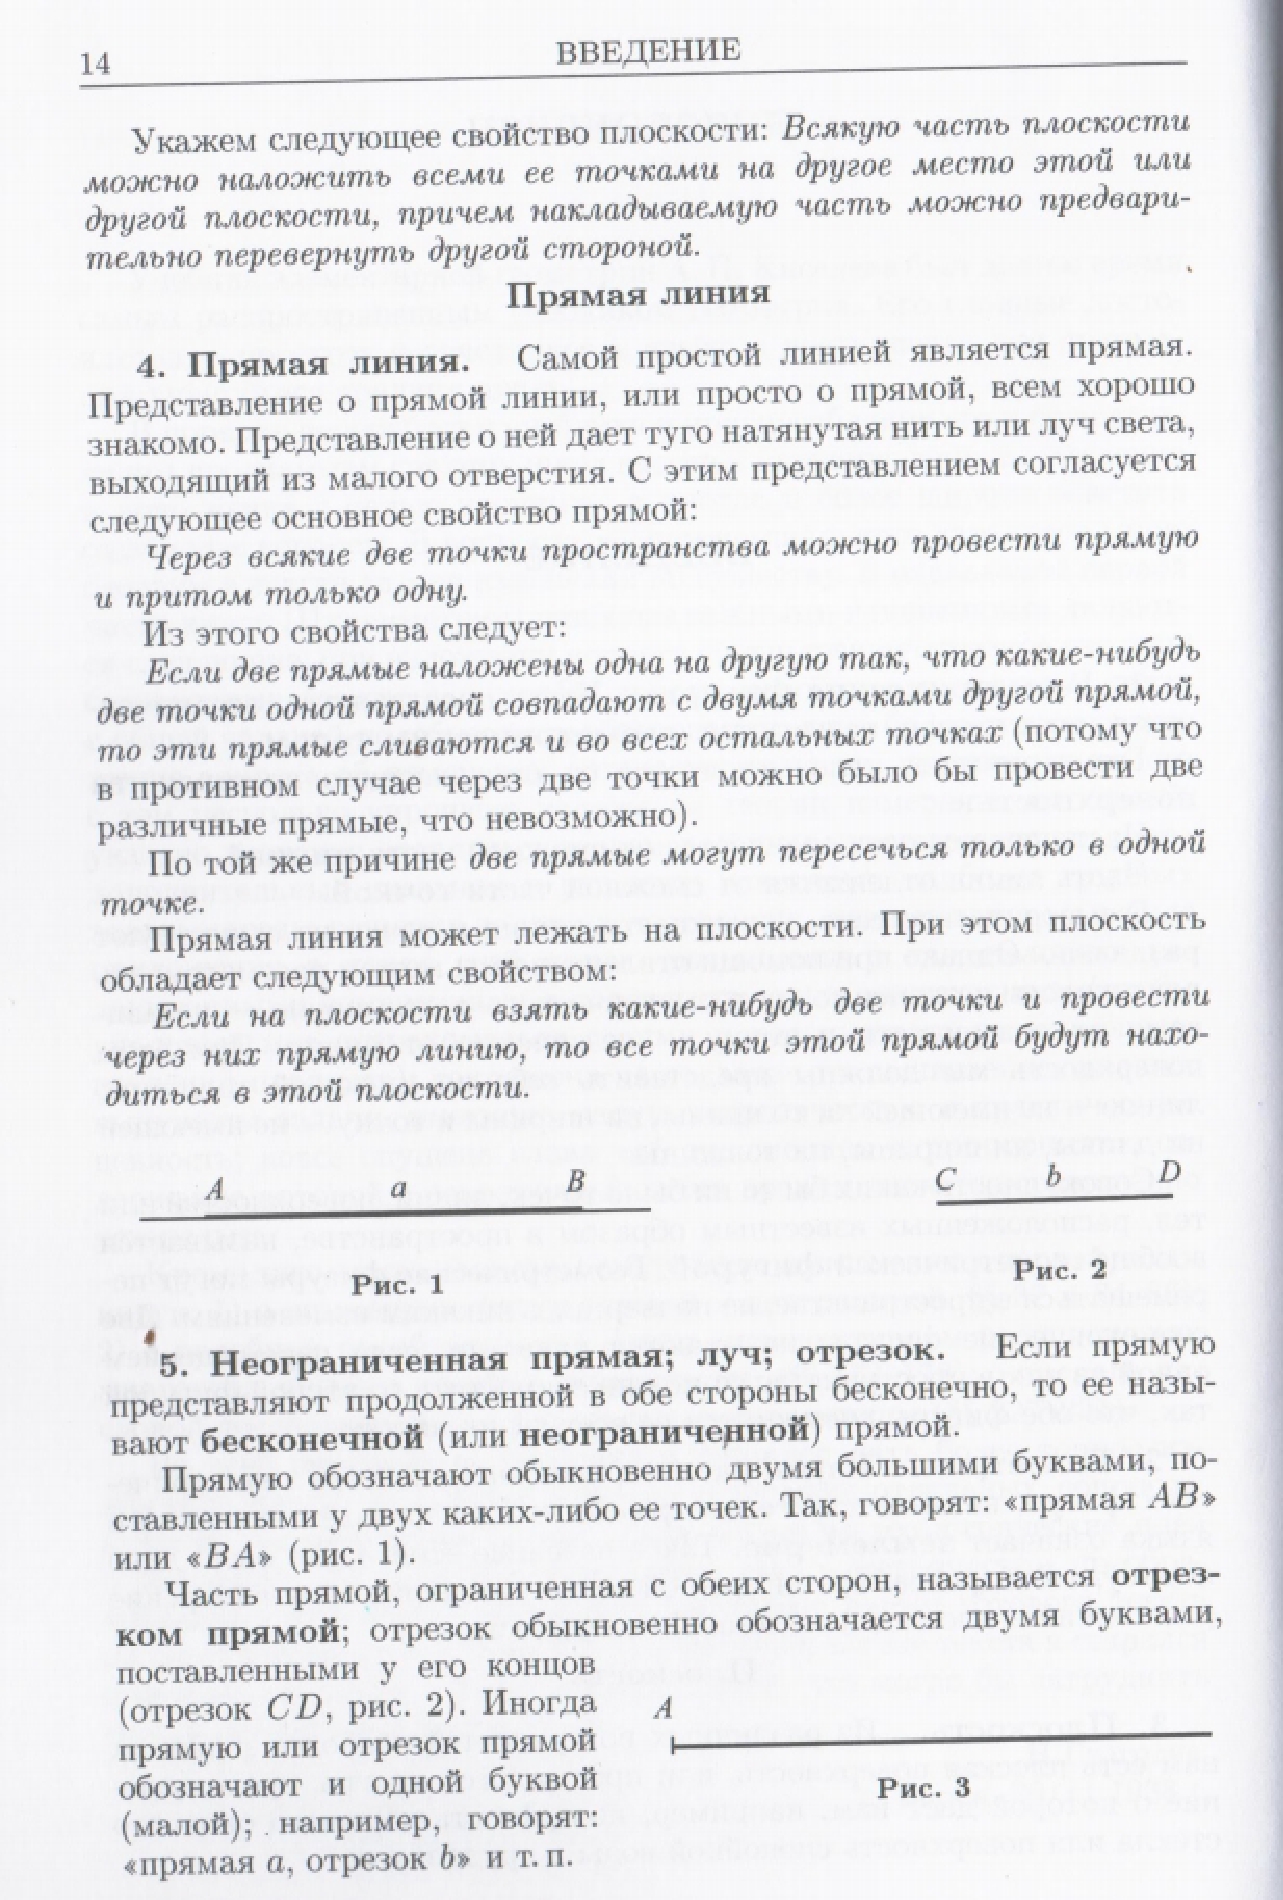 14
ВВЕДЕНИЕ
Укажем следующее свойство плоскости: Всякую часть плоскости
можно наложить всеми ее точками на другое место этой или
другой плоскости, причем накладываемую часть можно предвари-
тельно перевернуть другой стороной.
Прямая линия
4. Прямая линия. Самой простой линией является прямая.
Представление о прямой линии, или просто о прямой, всем хорошо
знакомо. Представление о ней дает туго натянутая нить или луч света,
выходящий из малого отверстия. С этим представлением согласуется
следующее основное свойство прямой:
Через всякие две точки пространства можно провести прямую
и притом только одну.
Из этого свойства следует:
Если две прямые наложены одна на другую так, что какие-нибудь
две точки одной прямой совпадают с двумя точками другой прямой,
то эти прямые сливаются и во всех остальных точках (потому что
в противном случае через две точки можно было бы провести две
различные прямые, что невозможно).
По той же причине две прямые могут пересечься только в одной
точке.
Прямая линия может лежать на плоскости. При этом плоскость
обладает следующим свойством:
Если на плоскости взять какие-нибудь две точки и провести
через них прямую линию, то все точки этой прямой будут нахо-
диться в этой плоскости.
A a B
Рис. 1
C b D
Рис. 2
5. Неограниченная прямая; луч; отрезок. Если прямую
представляют продолженной в обе стороны бесконечно, то ее назы-
вают бесконечной (или неограниченной) прямой.
Прямую обозначают обыкновенно двумя большими буквами, по-
ставленными у двух каких-либо ее точек. Так, говорят: «прямая AB»
или «BA» (рис. 1).
Часть прямой, ограниченная с обеих сторон, называется отрез-
ком прямой; отрезок обыкновенно обозначается двумя буквами,
поставленными у его концов
(отрезок CD, рис. 2). Иногда
прямую или отрезок прямой
обозначают и одной буквой
(малой); например, говорят:
«прямая a, отрезок b» и т. п.
A
Рис. 3